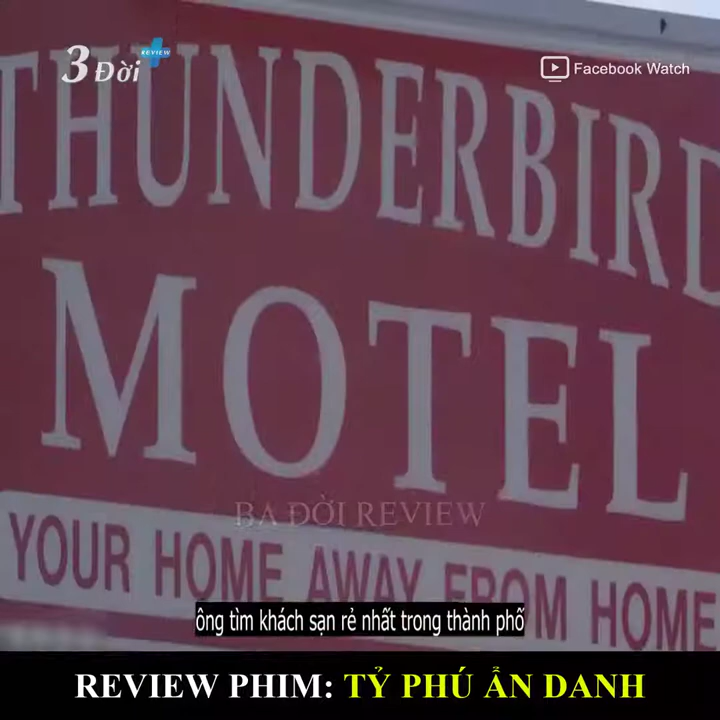 3 Đời REVIEW
Facebook Watch
THUNDERBIRD
MOTEL
BA ĐỜI REVIEW
YOUR HOME AWAY FROM HOME
ông tìm khách sạn rẻ nhất trong thành phố
REVIEW PHIM: TỶ PHÚ ẨN DANH